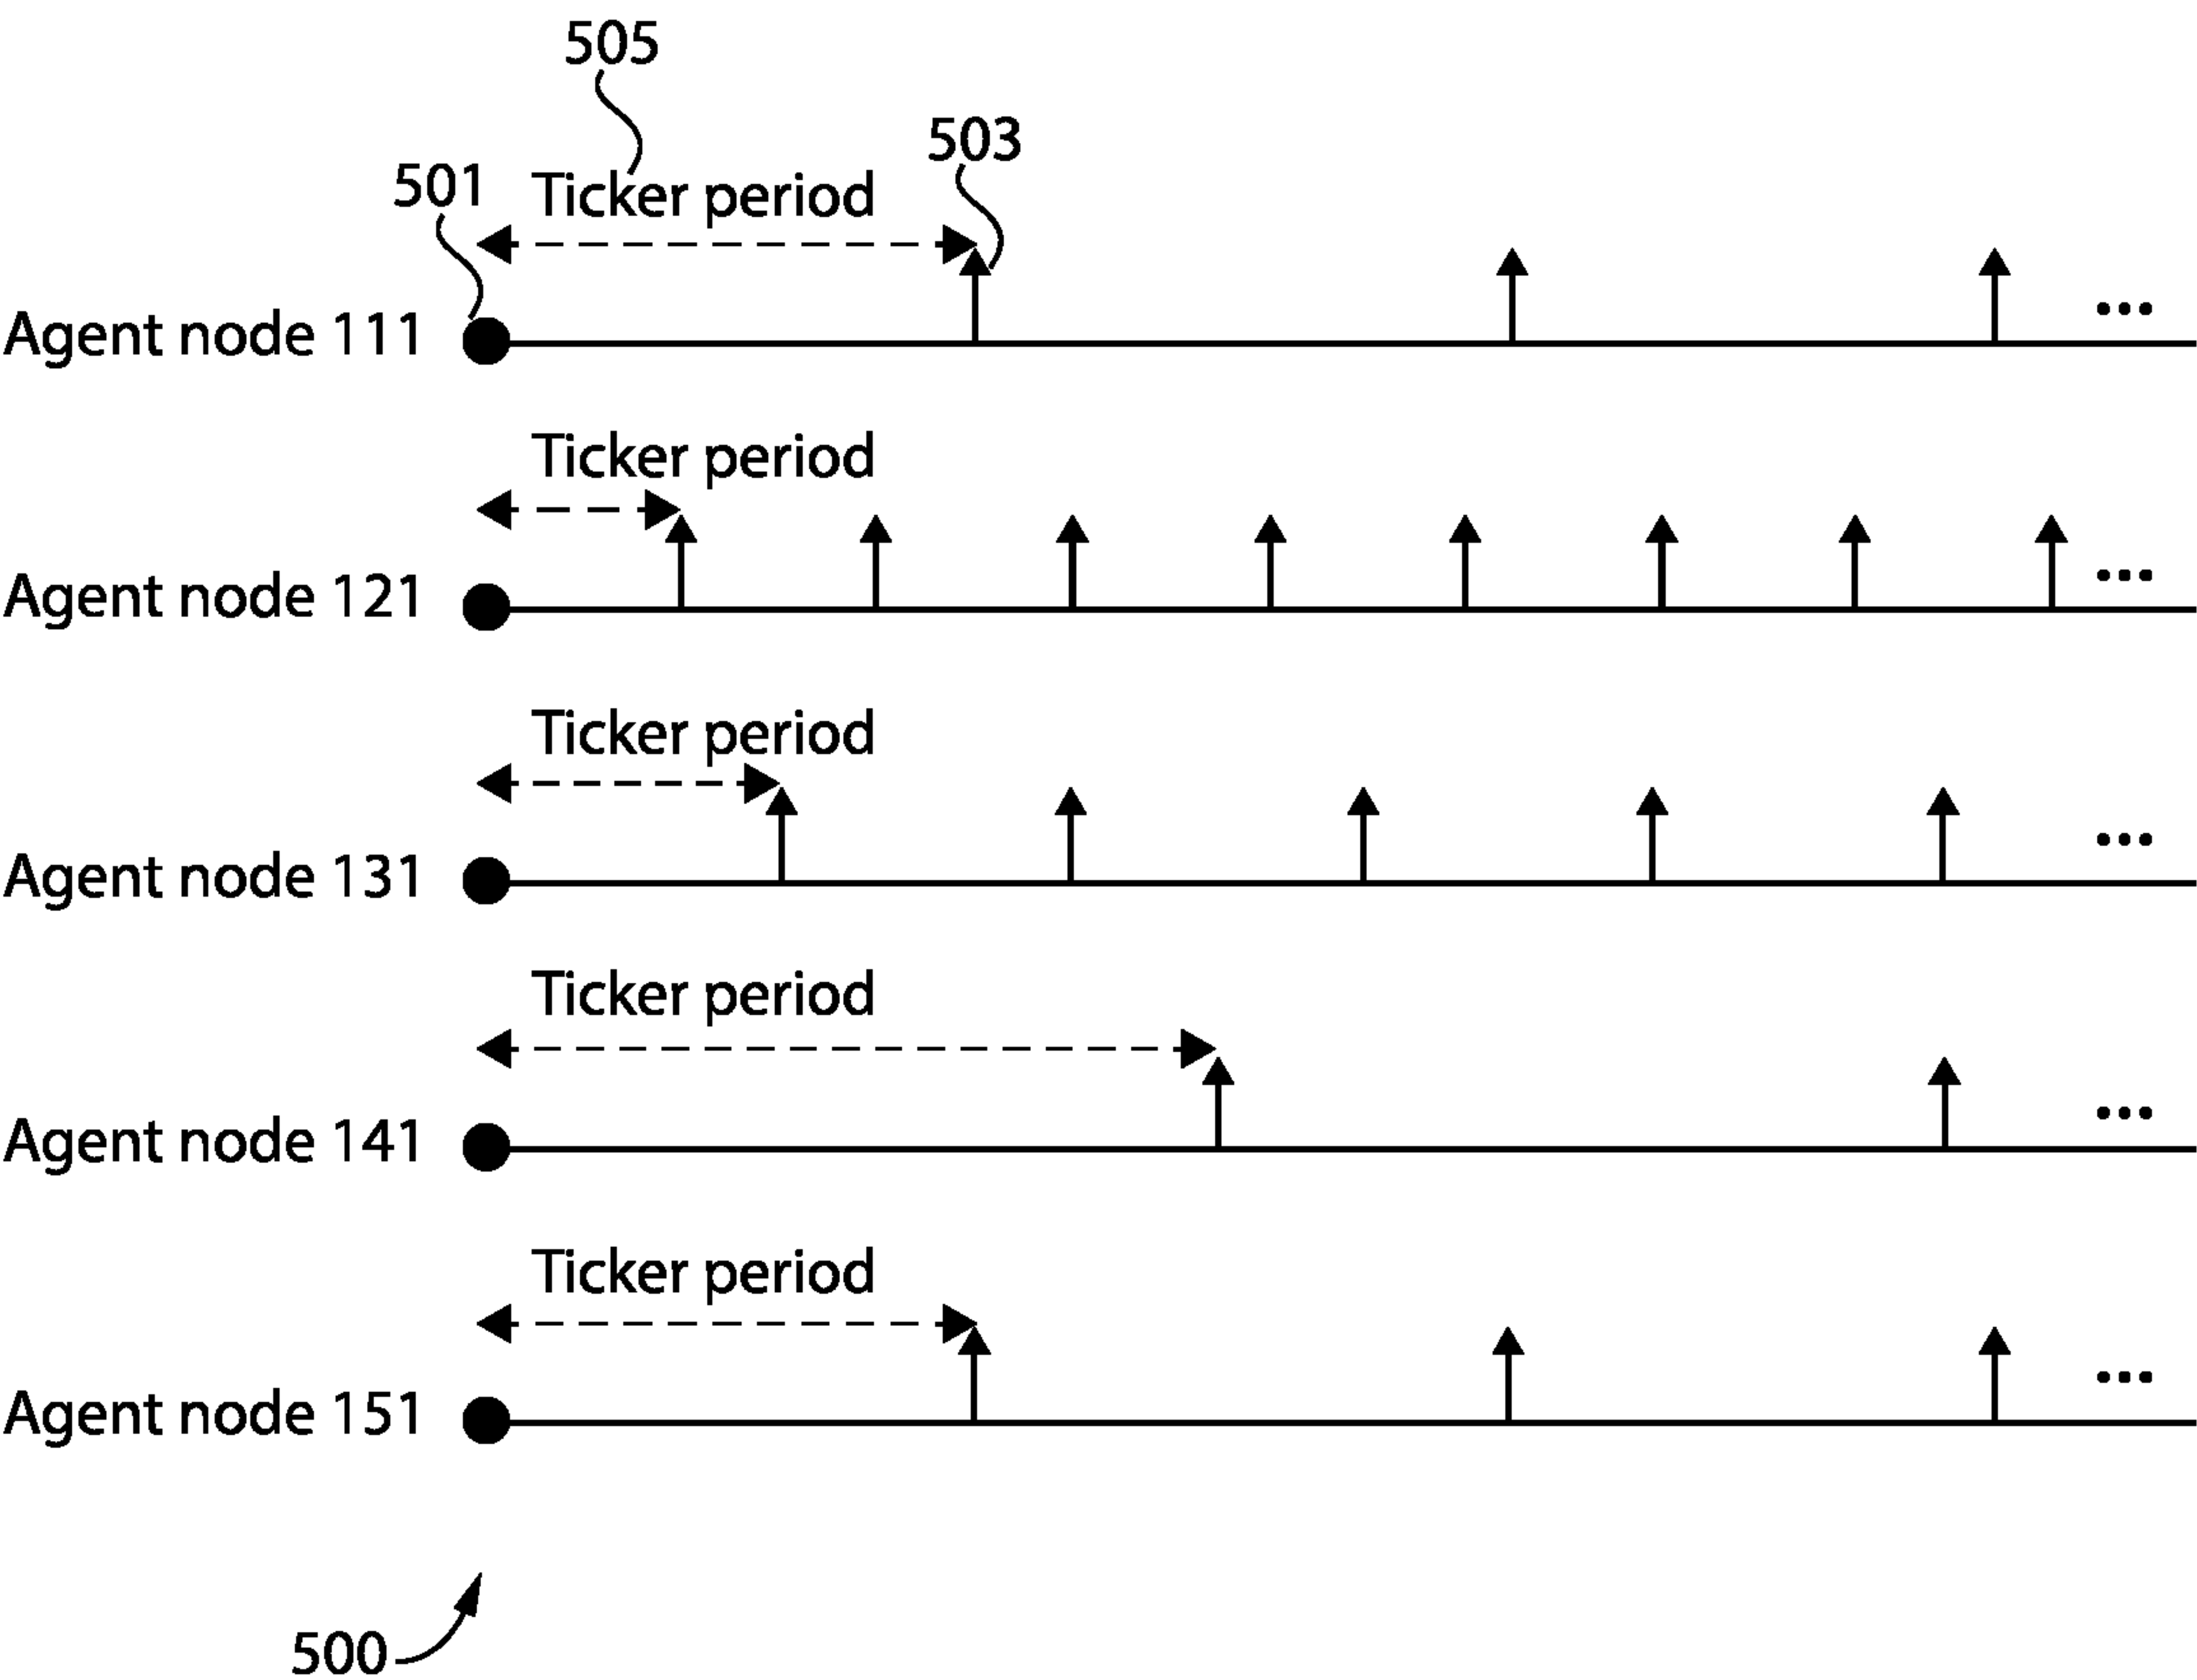 505
503
501
Ticker period
Agent node 111
...
Ticker period
Agent node 121
...
Ticker period
Agent node 131
...
Ticker period
Agent node 141
...
Ticker period
Agent node 151
...
500